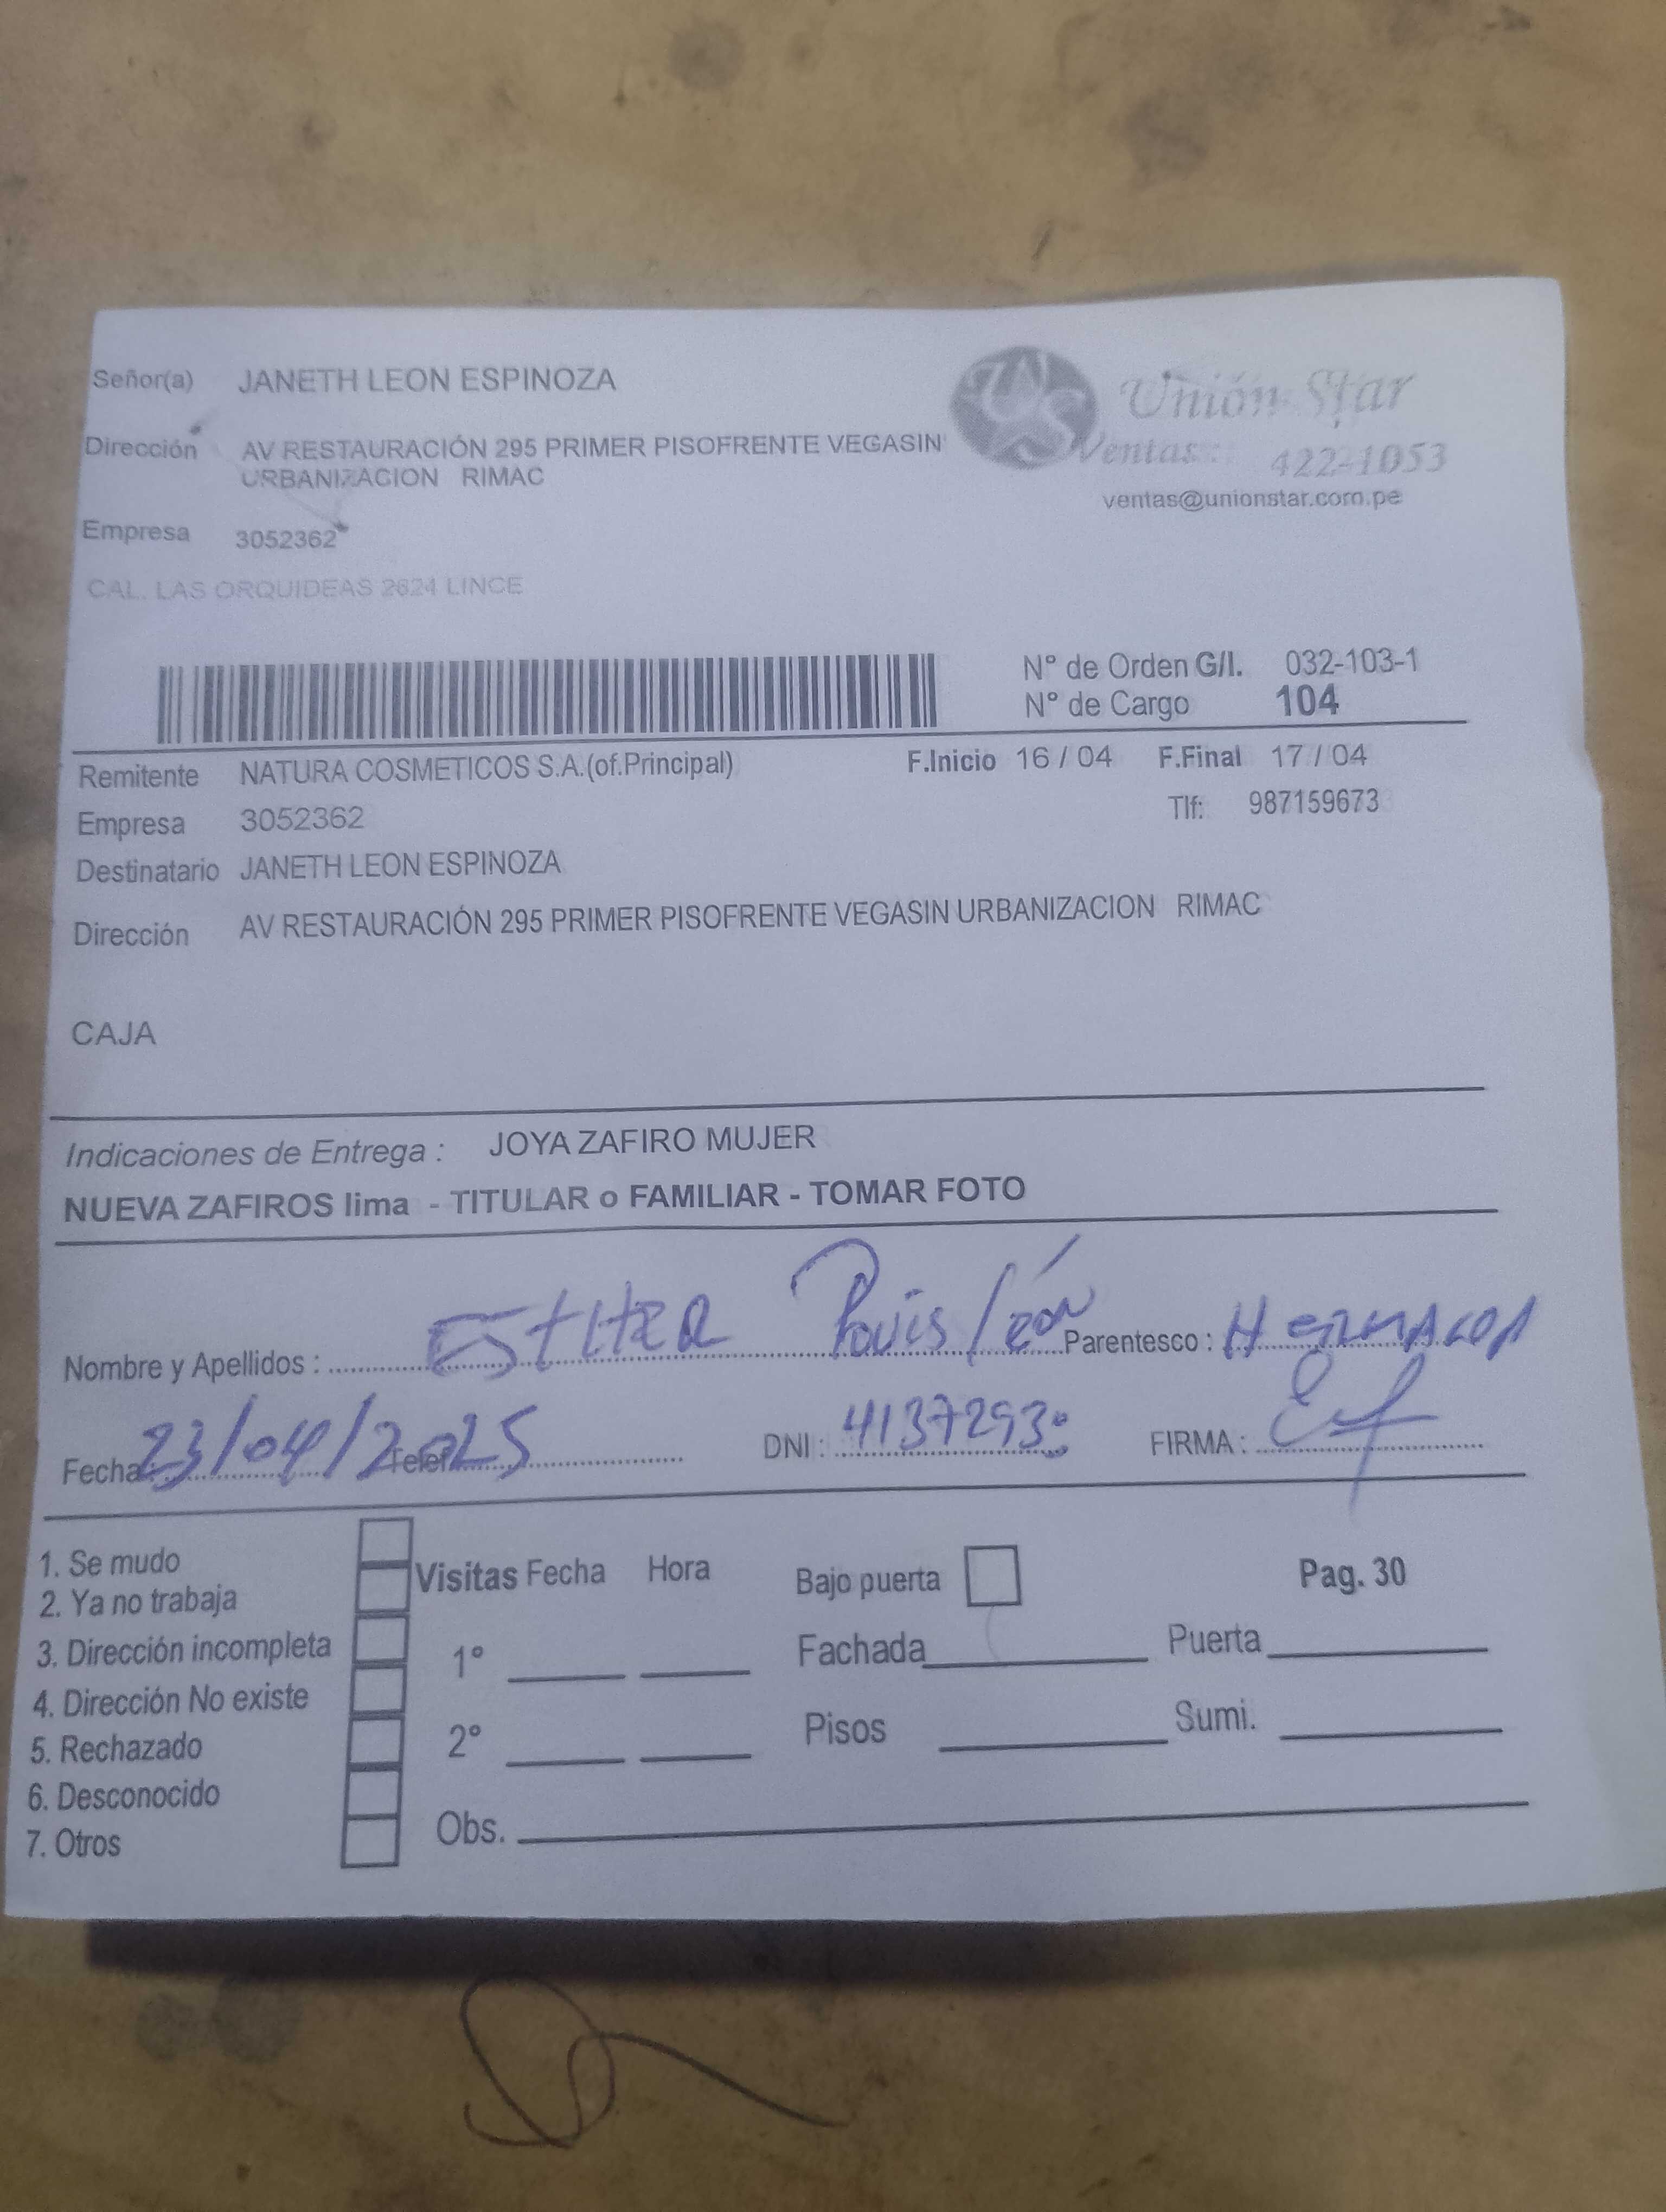 Señor(a) JANETH LEON ESPINOZA
Unión Star
Dirección AV RESTAURACIÓN 295 PRIMER PISOFRENTE VEGASIN
URBANIZACION RIMAC
Ventas: 422-1053
ventas@unionstar.com.pe
Empresa 3052362
CAL. LAS ORQUIDEAS 2624 LINCE
N° de Orden G/I. 032-103-1
N° de Cargo 104
Remitente NATURA COSMETICOS S.A.(of.Principal) F.Inicio 16 / 04 F.Final 17 / 04
Empresa 3052362 Tlf: 987159673
Destinatario JANETH LEON ESPINOZA
Dirección AV RESTAURACIÓN 295 PRIMER PISOFRENTE VEGASIN URBANIZACION RIMAC
CAJA
Indicaciones de Entrega : JOYA ZAFIRO MUJER
NUEVA ZAFIROS lima - TITULAR o FAMILIAR - TOMAR FOTO
Nombre y Apellidos : ESTHER León Parentesco :
Fecha 23/04/2025 DNI : 4137293 FIRMA :
1. Se mudo
2. Ya no trabaja
3. Dirección incompleta
4. Dirección No existe
5. Rechazado
6. Desconocido
7. Otros
Visitas Fecha Hora
1°
2°
Obs.
Bajo puerta Pag. 30
Fachada Puerta
Pisos Sumi.